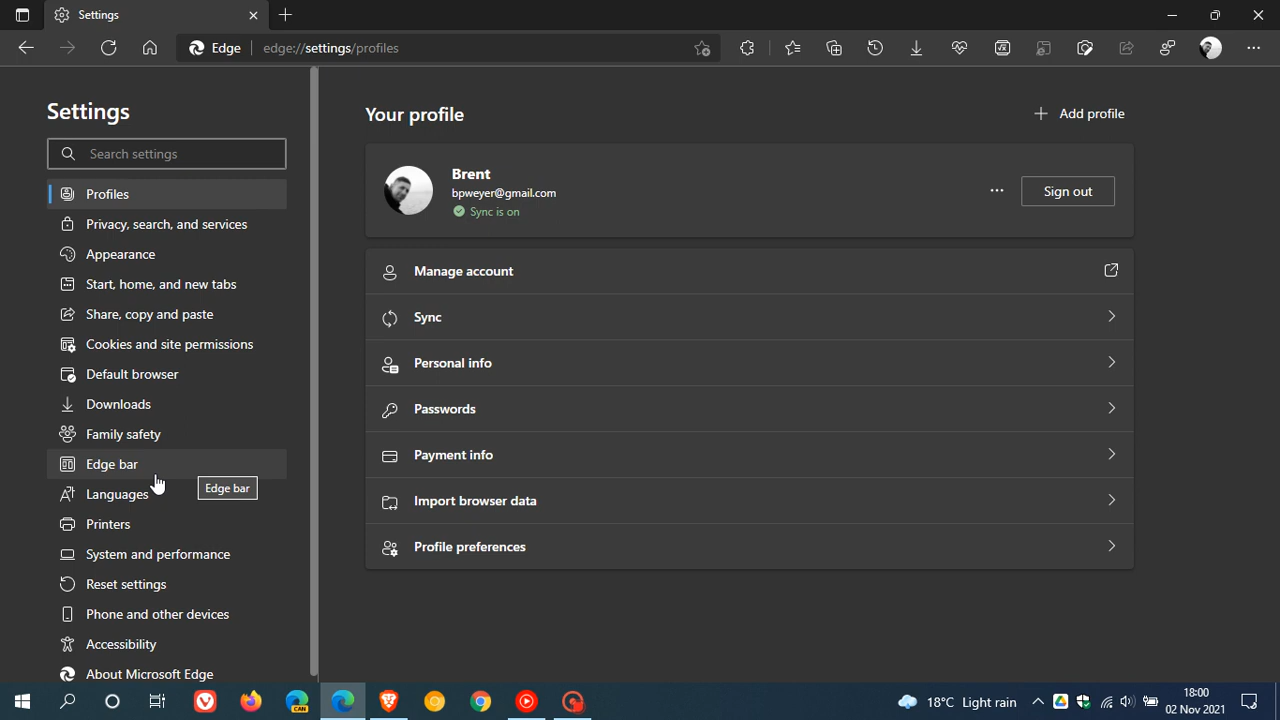 Settings
Edge
edge://settings/profiles
Settings
Search settings
Profiles
Privacy, search, and services
Appearance
Start, home, and new tabs
Share, copy and paste
Cookies and site permissions
Default browser
Downloads
Family safety
Edge bar
Edge bar
Languages
Printers
System and performance
Reset settings
Phone and other devices
Accessibility
About Microsoft Edge
Your profile
Add profile
Brent
bpweyer@gmail.com
Sync is on
Sign out
Manage account
Sync
Personal info
Passwords
Payment info
Import browser data
Profile preferences
CAN
18°C Light rain
18:00
02 Nov 2021